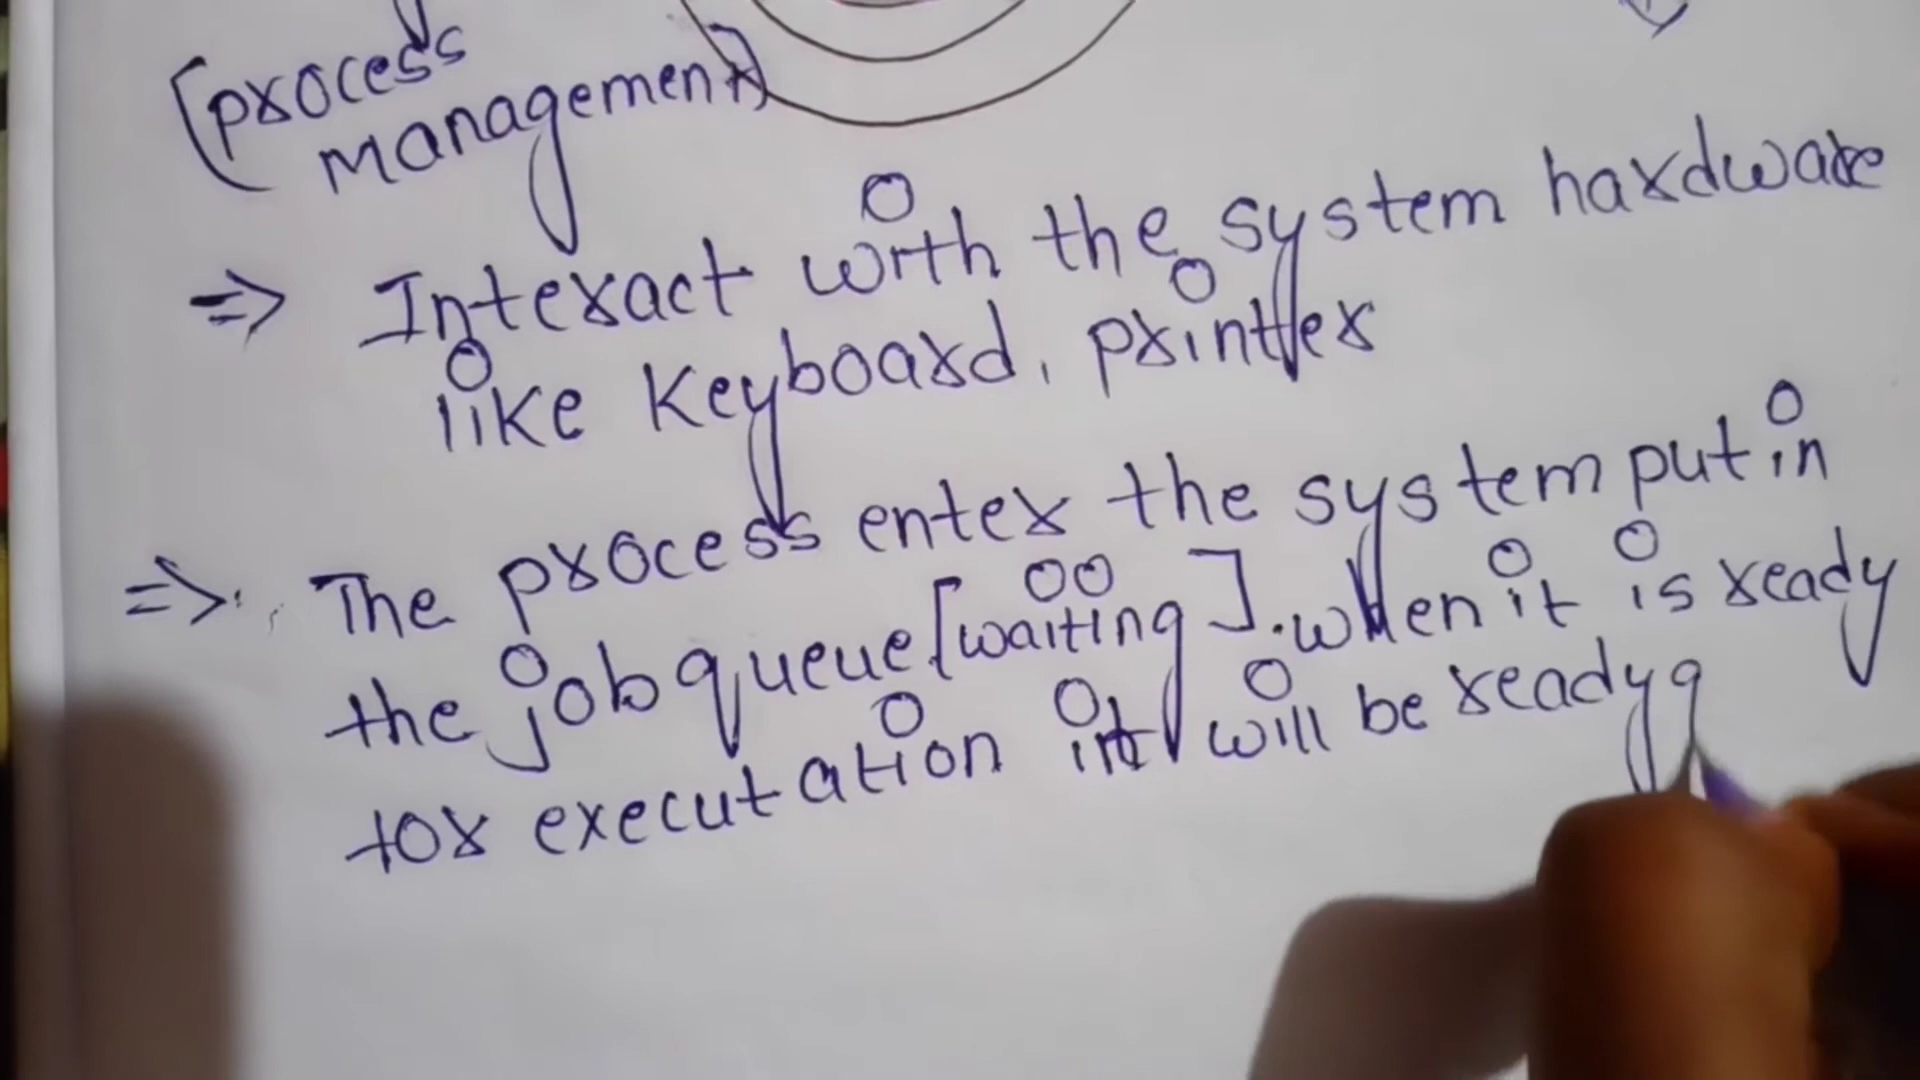 (process
management)
=> Interact with the system hardware
like Keyboard, printer
=> The process enter the system put in
the job queue [waiting]. when it is ready
for executation it will be ready q